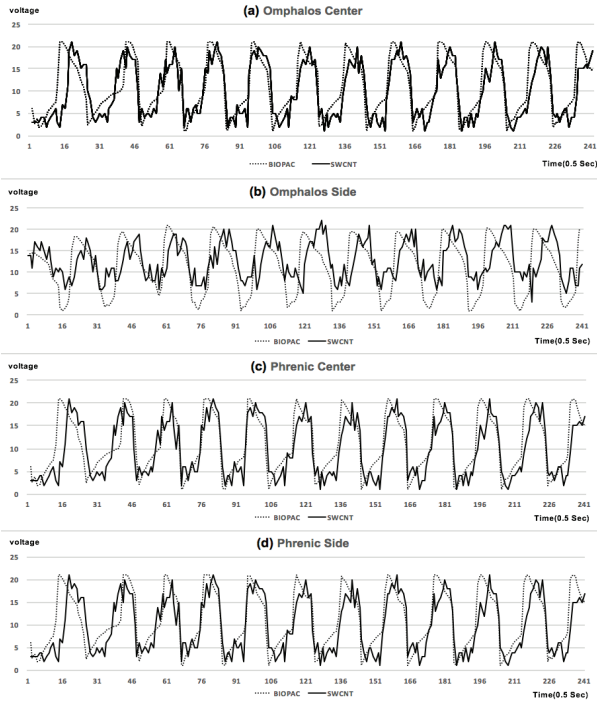 (a) Omphalos Center
voltage
25
20
15
10
5
0
1 16 31 46 61 76 91 106 121 136 151 166 181 196 211 226 241
Time(0.5 Sec)
BIOPAC SWCNT
(b) Omphalos Side
voltage
25
20
15
10
5
0
1 16 31 46 61 76 91 106 121 136 151 166 181 196 211 226 241
Time(0.5 Sec)
BIOPAC SWCNT
(c) Phrenic Center
voltage
25
20
15
10
5
0
1 16 31 46 61 76 91 106 121 136 151 166 181 196 211 226 241
Time(0.5 Sec)
BIOPAC SWCNT
(d) Phrenic Side
voltage
25
20
15
10
5
0
1 16 31 46 61 76 91 106 121 136 151 166 181 196 211 226 241
Time(0.5 Sec)
BIOPAC SWCNT